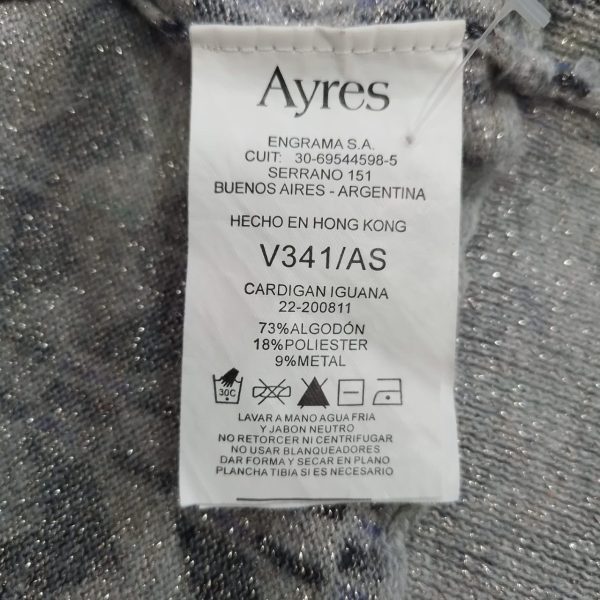 Ayres
ENGRAMA S.A.
CUIT: 30-69544598-5
SERRANO 151
BUENOS AIRES - ARGENTINA
HECHO EN HONG KONG
V341/AS
CARDIGAN IGUANA
22-200811
73%ALGODÓN
18%POLIESTER
9%METAL
30C
LAVAR A MANO AGUA FRIA
Y JABON NEUTRO
NO RETORCER NI CENTRIFUGAR
NO USAR BLANQUEADORES
DAR FORMA Y SECAR EN PLANO
PLANCHA TIBIA SI ES NECESARIO